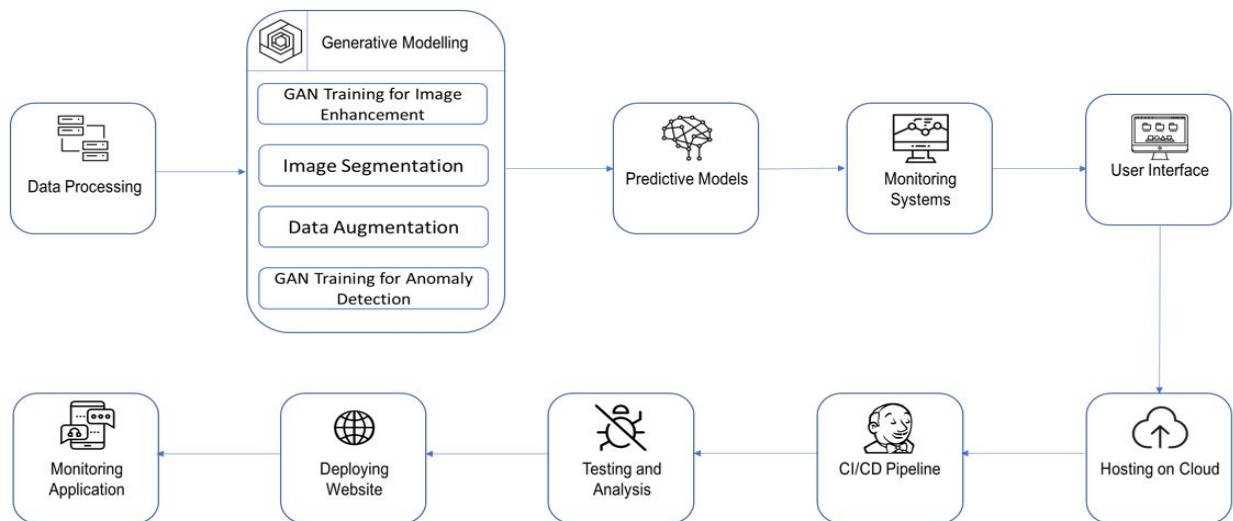 Generative Modelling
GAN Training for Image
Enhancement
Image Segmentation
Data Augmentation
GAN Training for Anomaly
Detection
Data Processing
Predictive Models
Monitoring
Systems
User Interface
Monitoring
Application
Deploying
Website
Testing and
Analysis
CI/CD Pipeline
Hosting on Cloud